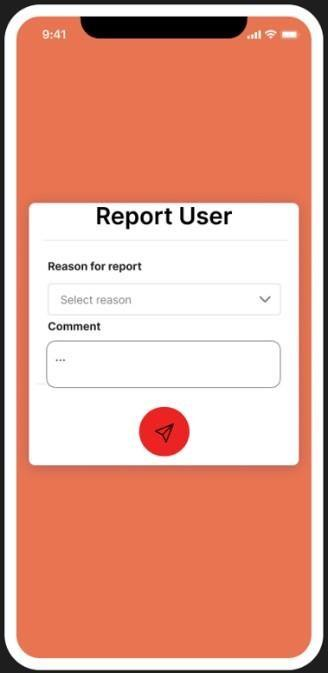 9:41
Report User
Reason for report
Select reason
Comment
...